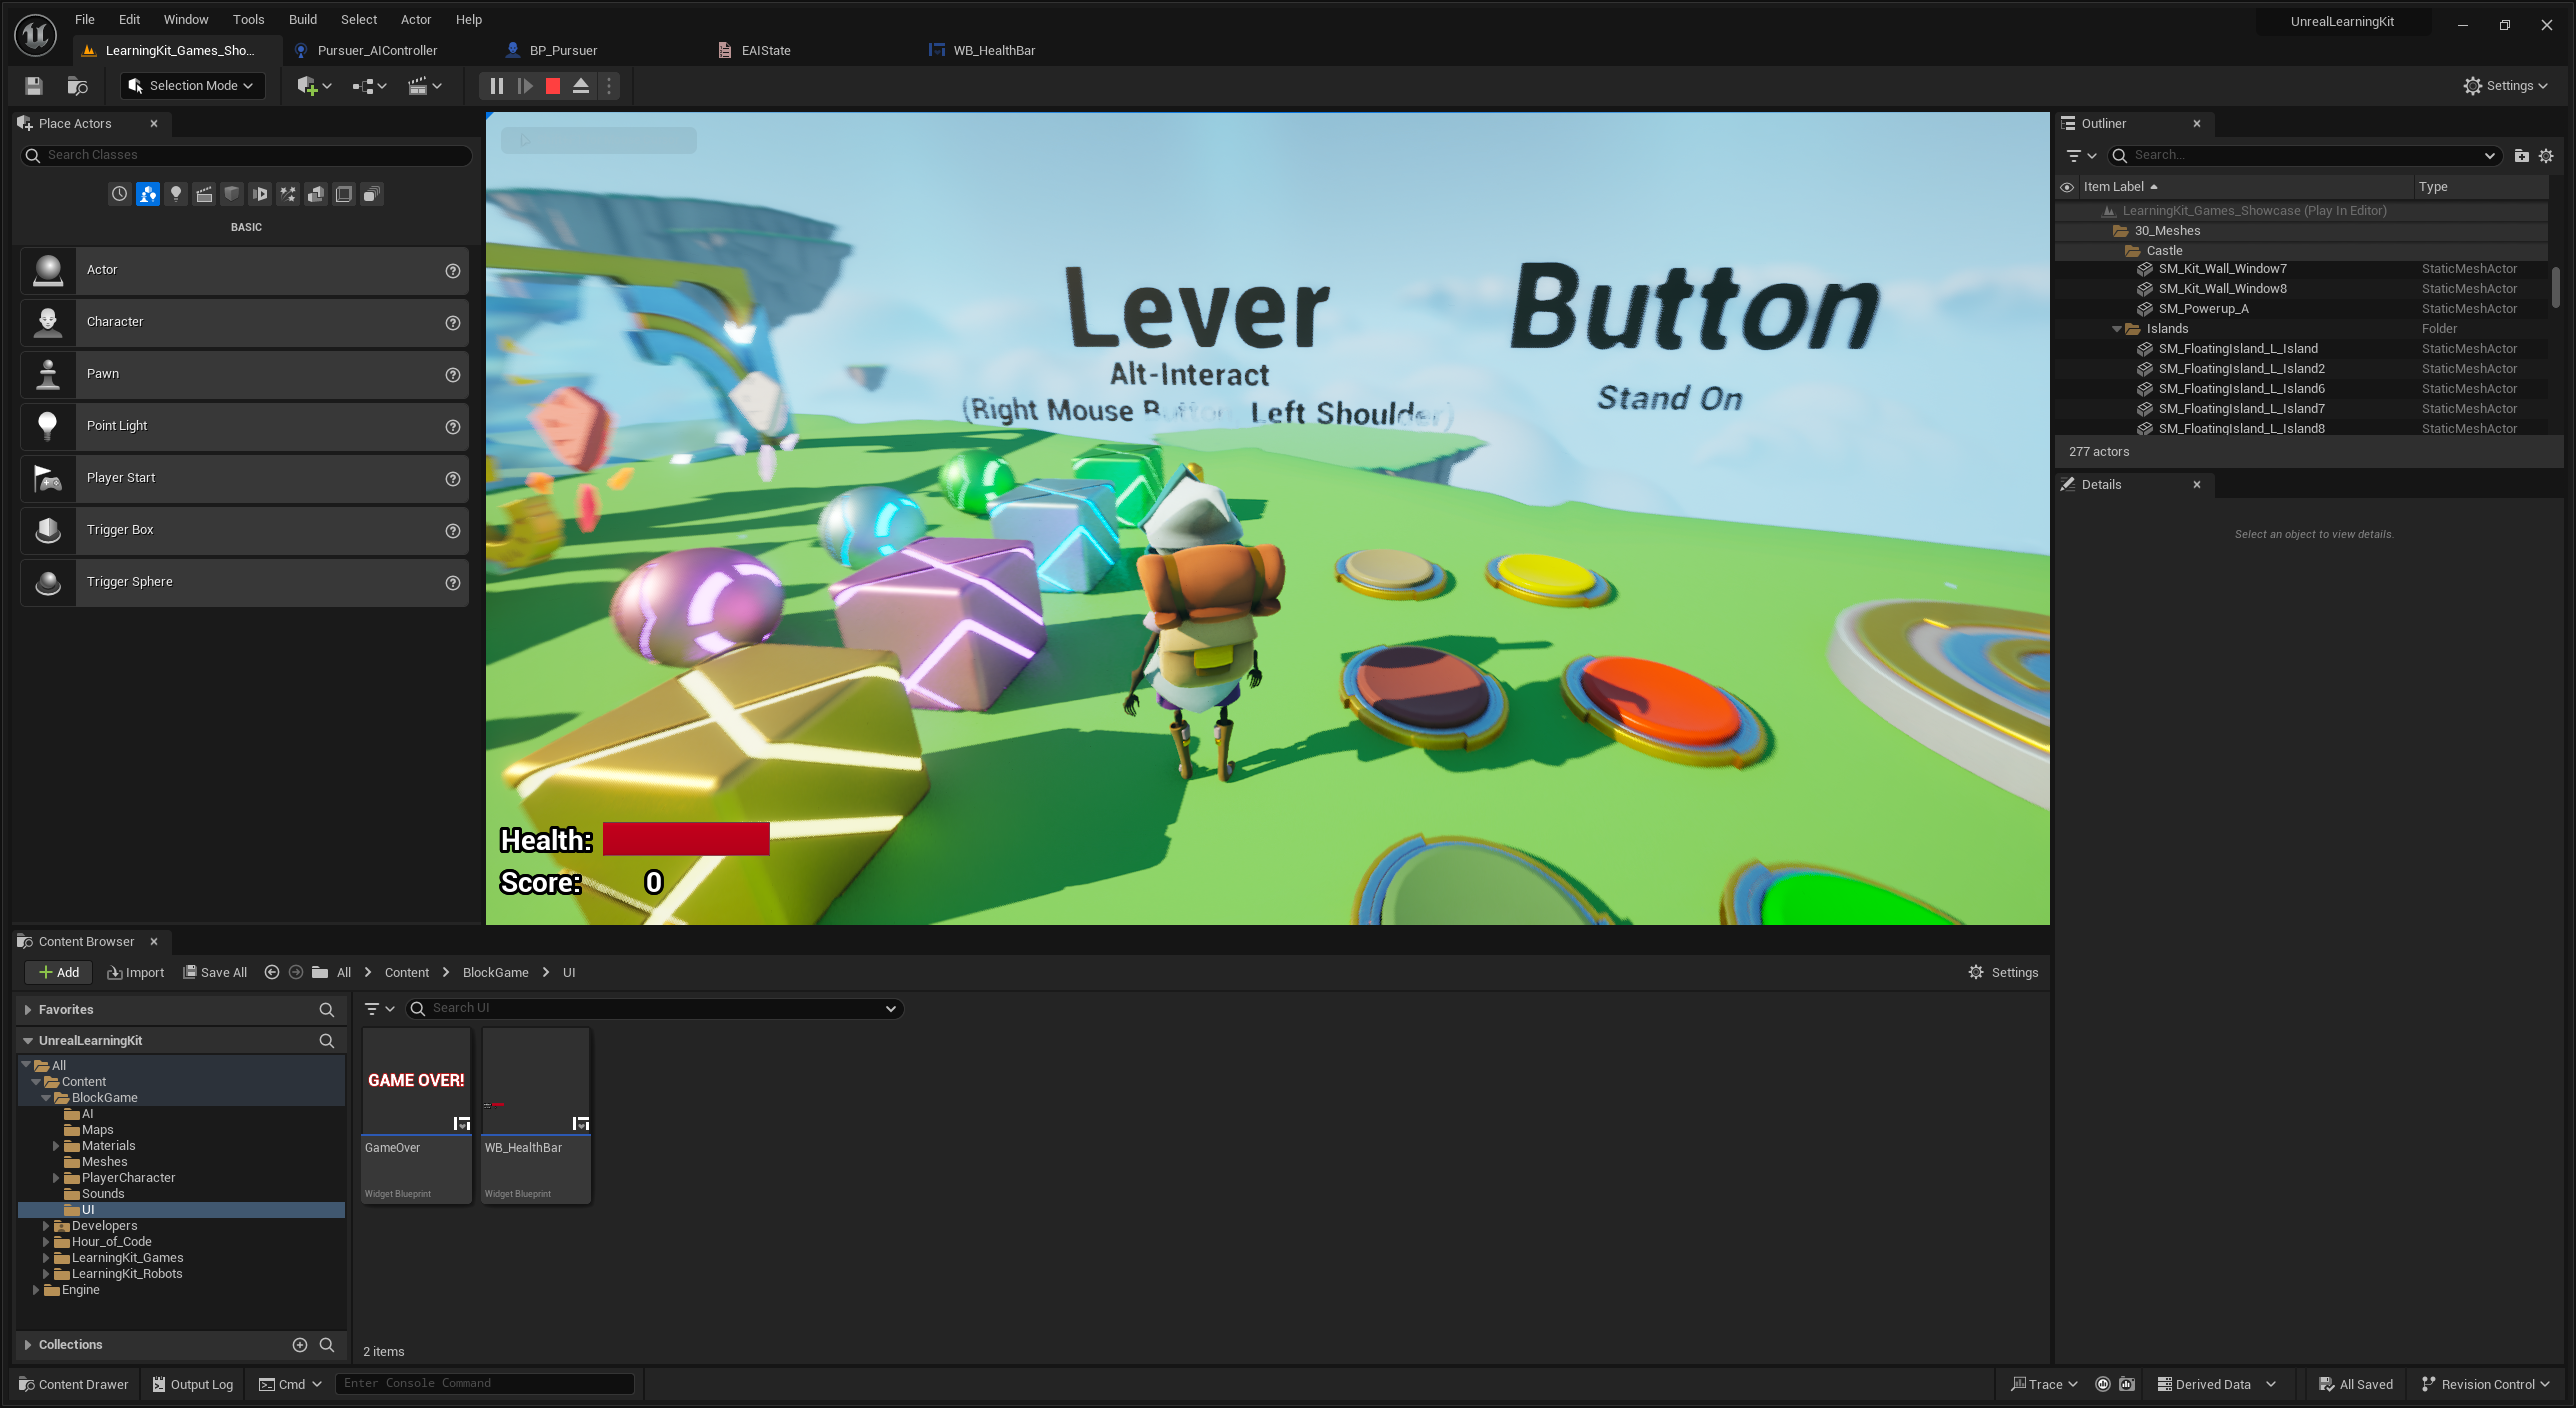 File Edit Window Tools Build Select Actor Help
UnrealLearningKit
LearningKit_Games_Sho...
Pursuer_AIController
BP_Pursuer
EAIState
WB_HealthBar
Selection Mode
Settings
Place Actors
Search Classes
BASIC
Actor
Character
Pawn
Point Light
Player Start
Trigger Box
Trigger Sphere
Lever
Alt-Interact
(Right Mouse Button, Left Shoulder)
Button
Stand On
Health:
Score: 0
Outliner
Search...
Item Label Type
LearningKit_Games_Showcase (Play In Editor)
30_Meshes
Castle
SM_Kit_Wall_Window7 StaticMeshActor
SM_Kit_Wall_Window8 StaticMeshActor
SM_Powerup_A StaticMeshActor
Islands Folder
SM_FloatingIsland_L_Island StaticMeshActor
SM_FloatingIsland_L_Island2 StaticMeshActor
SM_FloatingIsland_L_Island6 StaticMeshActor
SM_FloatingIsland_L_Island7 StaticMeshActor
SM_FloatingIsland_L_Island8 StaticMeshActor
277 actors
Details
Select an object to view details.
Content Browser
Add Import Save All All Content BlockGame UI Settings
Favorites
UnrealLearningKit
All
Content
BlockGame
AI
Maps
Materials
Meshes
PlayerCharacter
Sounds
UI
Developers
Hour_of_Code
LearningKit_Games
LearningKit_Robots
Engine
Collections
Search UI
GAME OVER!
GameOver
Widget Blueprint
WB_HealthBar
Widget Blueprint
2 items
Content Drawer Output Log Cmd Enter Console Command Trace Derived Data All Saved Revision Control